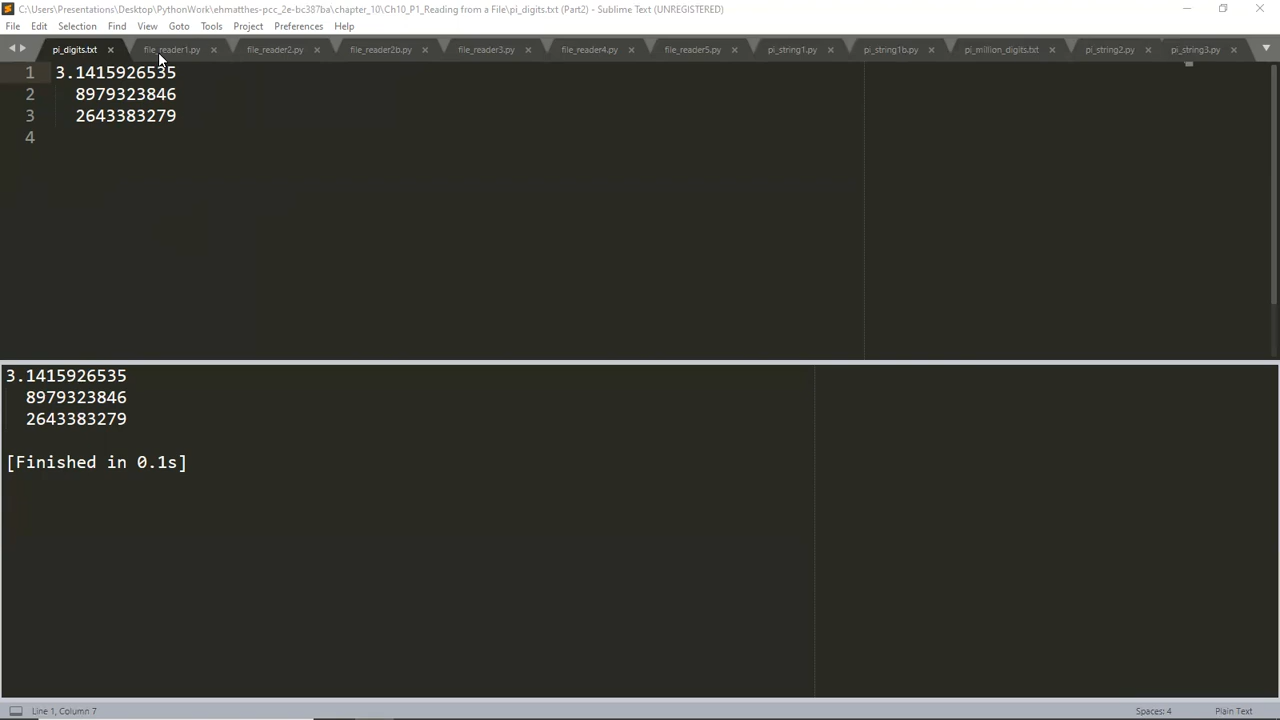 C:\Users\Presentations\Desktop\PythonWork\ehmatthes-pcc_2e-bc387ba\chapter_10\Ch10_P1_Reading from a File\pi_digits.txt (Part2) - Sublime Text (UNREGISTERED)
File Edit Selection Find View Goto Tools Project Preferences Help
pi_digits.txt file_reader1.py file_reader2.py file_reader2b.py file_reader3.py file_reader4.py file_reader5.py pi_string1.py pi_string1b.py pi_million_digits.txt pi_string2.py pi_string3.py
1 3.1415926535
2 8979323846
3 2643383279
4
3.1415926535
8979323846
2643383279
[Finished in 0.1s]
Line 1, Column 7 Spaces: 4 Plain Text